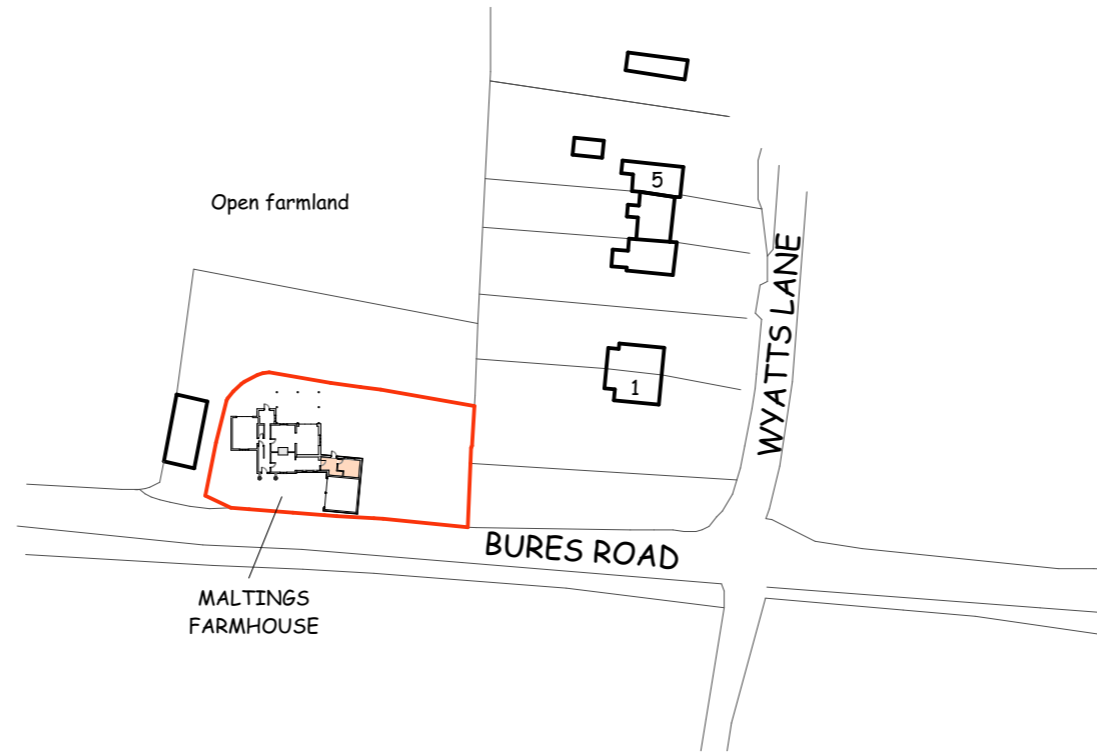 Open farmland
5
1
WYATTS LANE
BURES ROAD
MALTINGS
FARMHOUSE